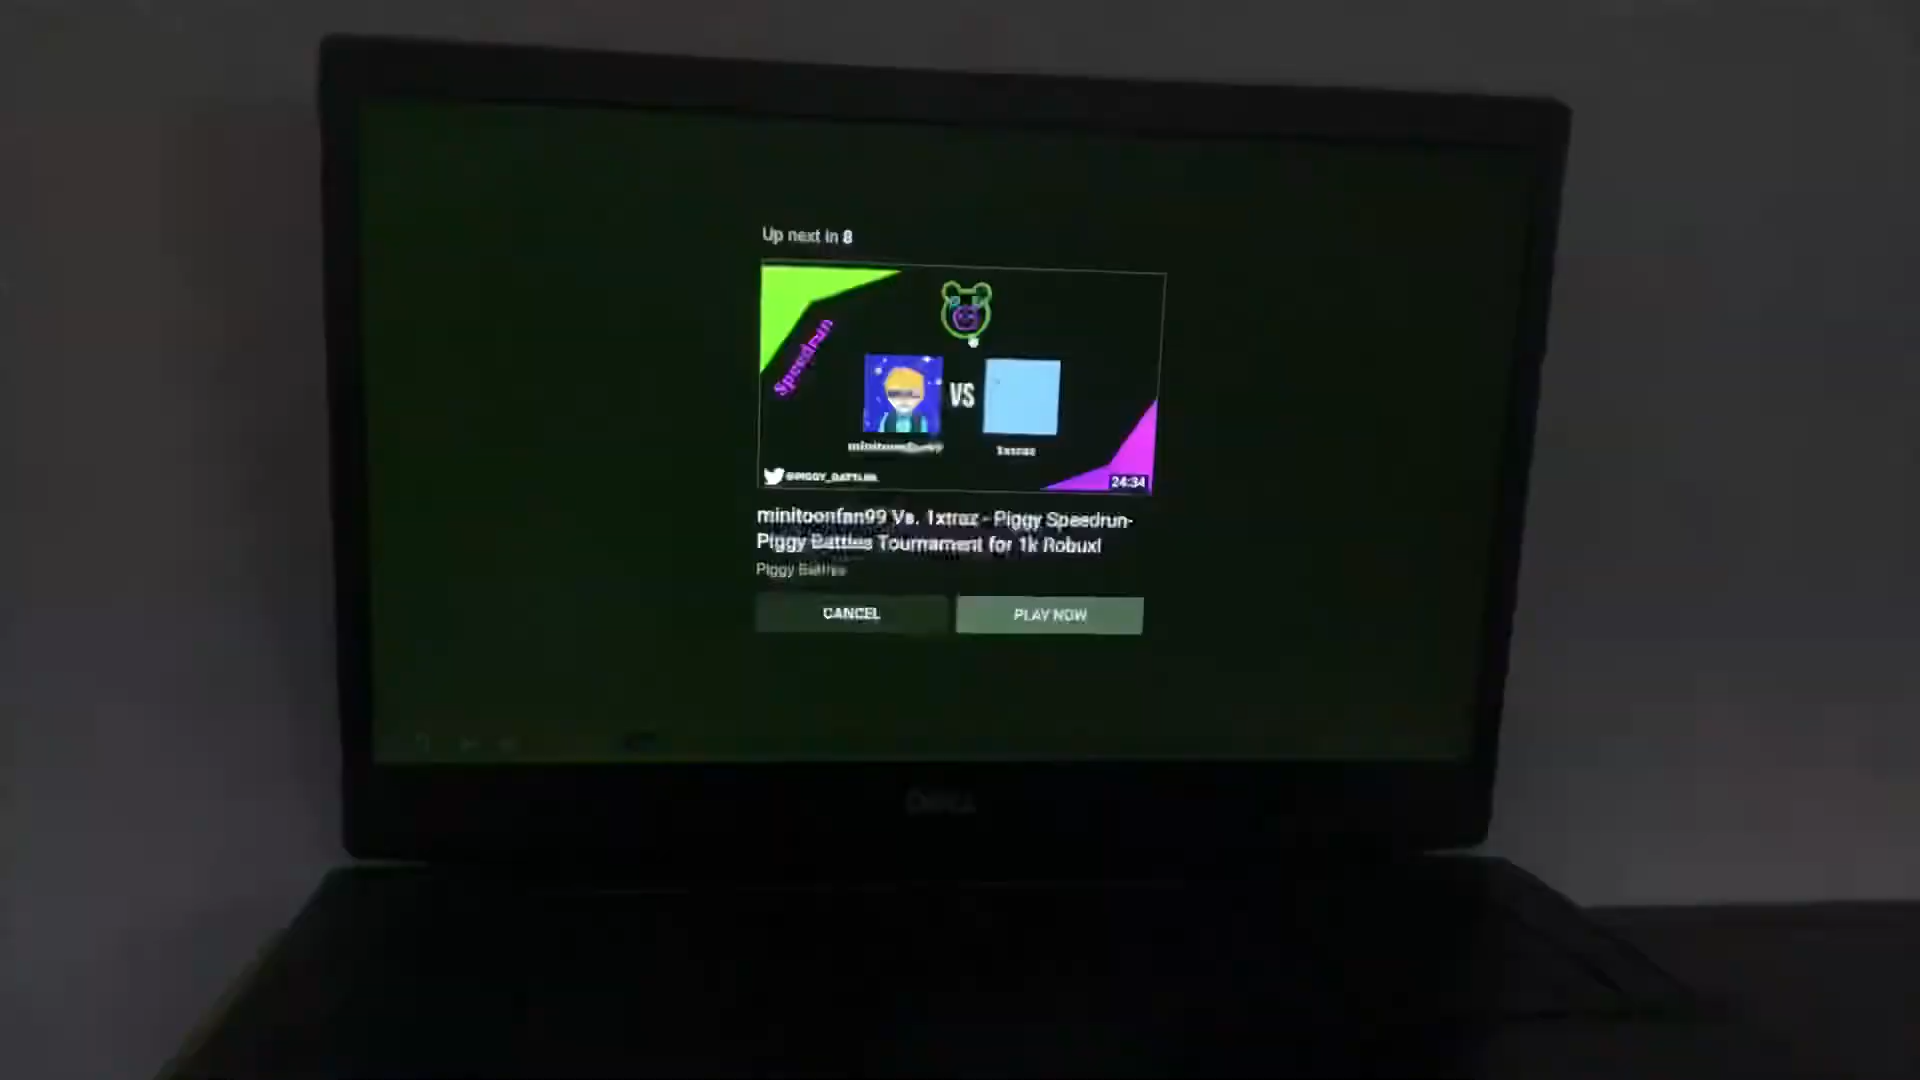 Up next in 8
Speedrun
VS
24:34
minitoonfan99 Vs. 1xtraz - Piggy Speedrun-
Piggy Battles Tournament for 1k Robux!
Piggy Battles
CANCEL
PLAY NOW
DELL